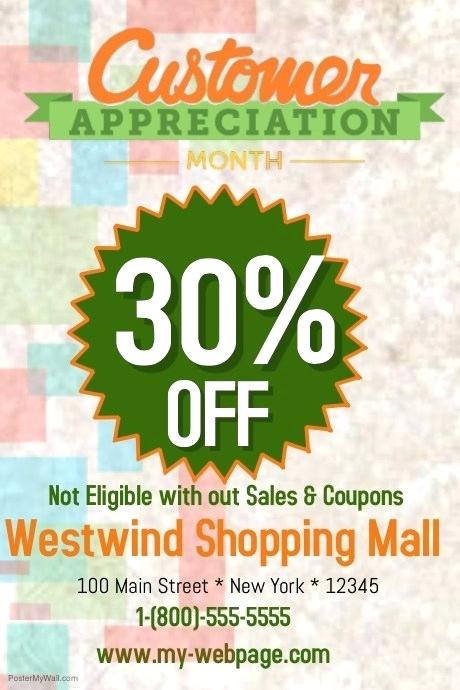 Customer
APPRECIATION
MONTH
30%
OFF
Not Eligible with out Sales & Coupons
Westwind Shopping Mall
100 Main Street * New York * 12345
1-(800)-555-5555
www.my-webpage.com
PosterMyWall.com